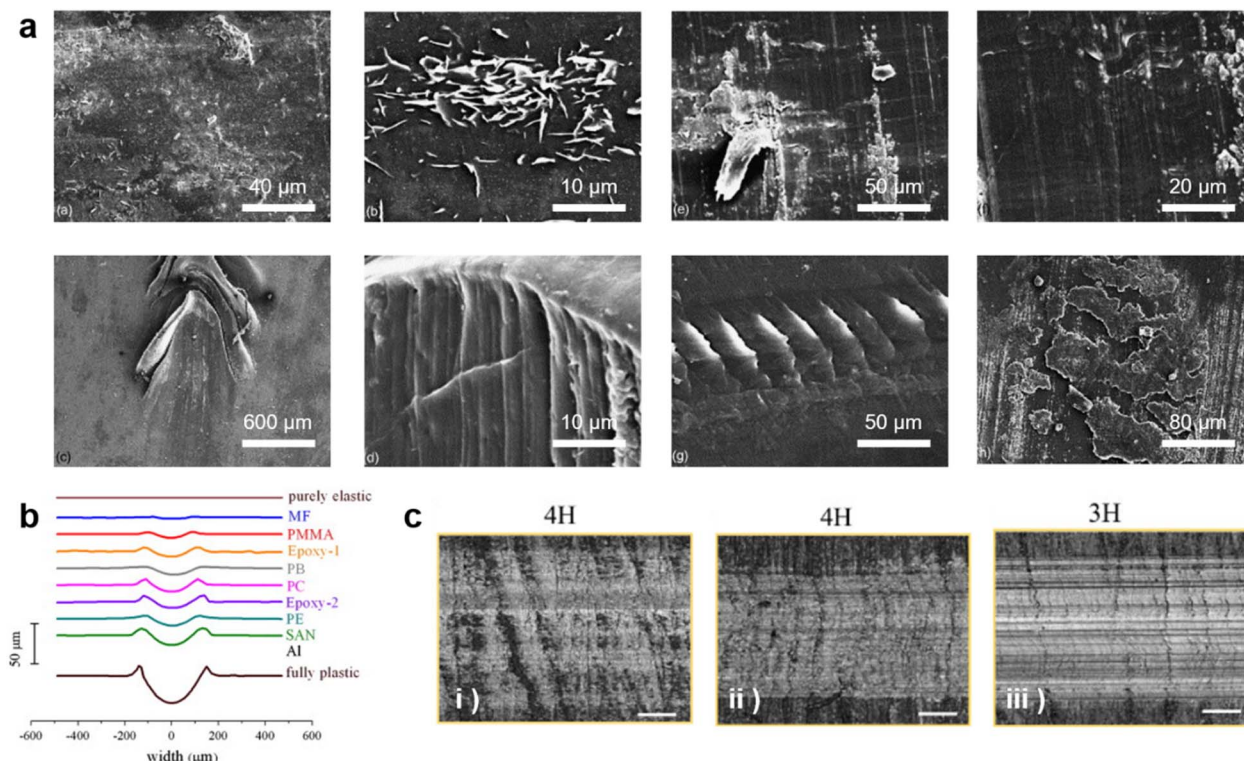 a
40 µm
(a)
10 µm
(b)
50 µm
(e)
20 µm
600 µm
(c)
10 µm
(d)
50 µm
(g)
80 µm
(h)
b
purely elastic
MF
PMMA
Epoxy-1
PB
PC
Epoxy-2
PE
SAN
Al
fully plastic
50 µm
-600 -400 -200 0 200 400 600
width (µm)
c
4H
4H
3H
i )
ii )
iii )